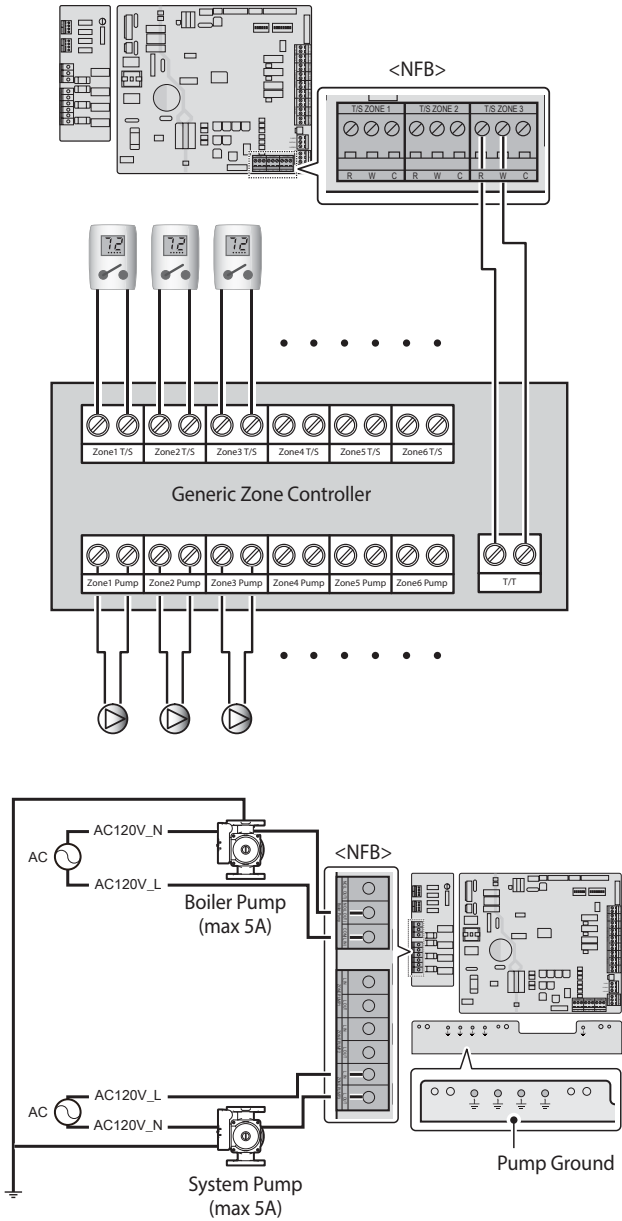 <NFB>
T/S ZONE 1 T/S ZONE 2 T/S ZONE 3
R W C R W C R W C
72 72 72
Zone1 T/S Zone2 T/S Zone3 T/S Zone4 T/S Zone5 T/S Zone6 T/S
Generic Zone Controller
Zone1 Pump Zone2 Pump Zone3 Pump Zone4 Pump Zone5 Pump Zone6 Pump
T/T
AC120V_N
AC
AC120V_L
Boiler Pump
(max 5A)
<NFB>
AC120V_L
AC
AC120V_N
System Pump
(max 5A)
Pump Ground